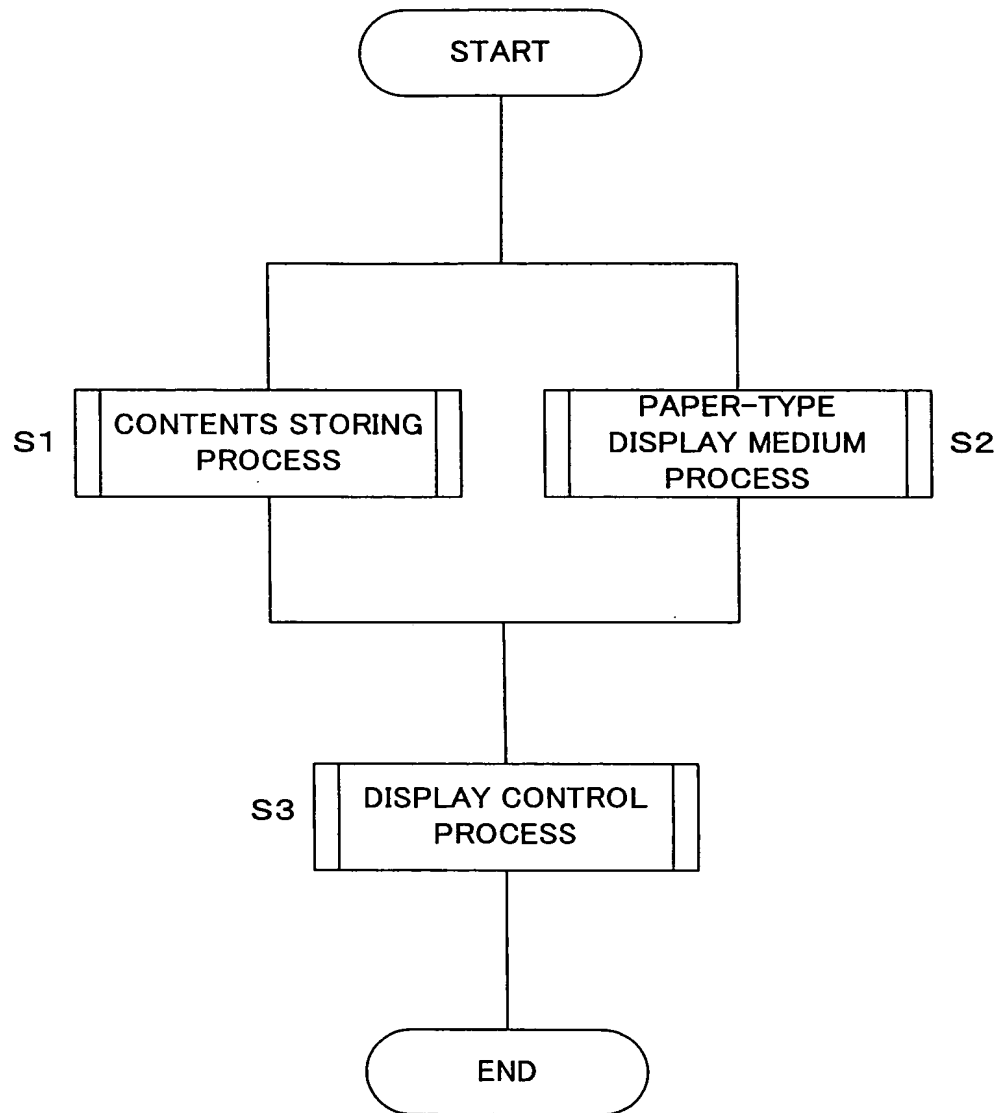 START
S1
CONTENTS STORING
PROCESS
PAPER-TYPE
DISPLAY MEDIUM
PROCESS
S2
S3
DISPLAY CONTROL
PROCESS
END